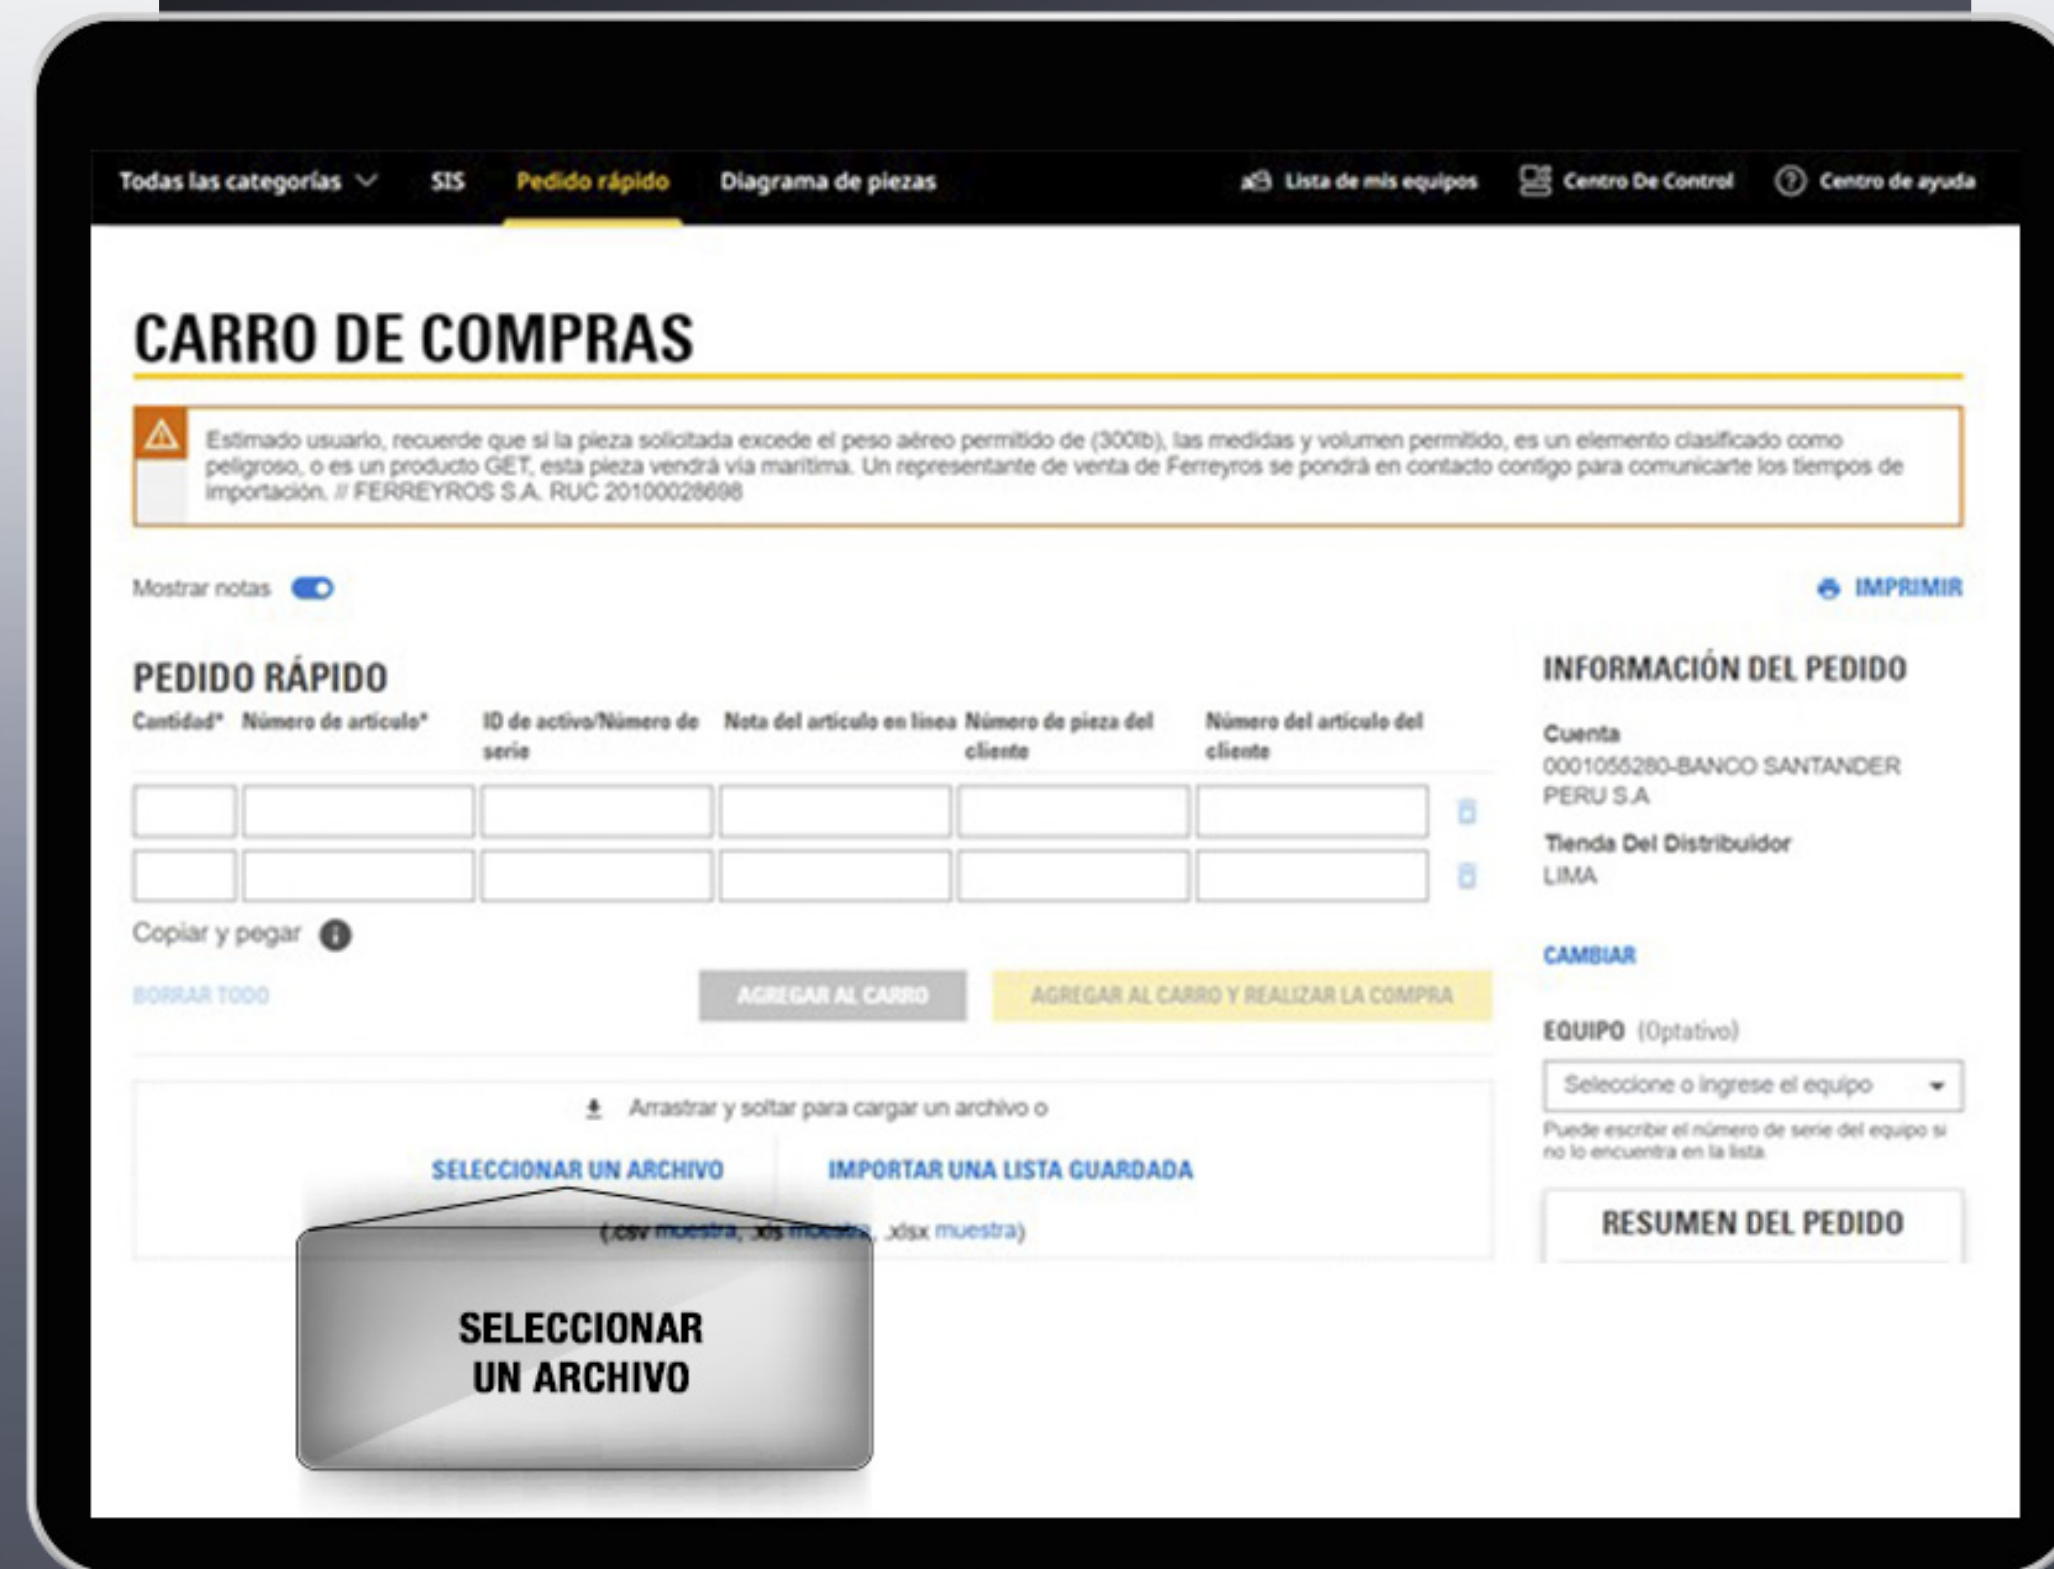 Todas las categorías SIS Pedido rápido Diagrama de piezas Lista de mis equipos Centro De Control Centro de ayuda
CARRO DE COMPRAS
Estimado usuario, recuerde que si la pieza solicitada excede el peso aéreo permitido de (300lb), las medidas y volumen permitido, es un elemento clasificado como
peligroso, o es un producto GET, esta pieza vendrá vía marítima. Un representante de venta de Ferreyros se pondrá en contacto contigo para comunicarte los tiempos de
importación. // FERREYROS S.A. RUC 20100028698
Mostrar notas
IMPRIMIR
PEDIDO RÁPIDO
Cantidad* Número de artículo* ID de activo/Número de serie Nota del artículo en línea Número de pieza del cliente Número del artículo del cliente
Copiar y pegar
BORRAR TODO AGREGAR AL CARRO AGREGAR AL CARRO Y REALIZAR LA COMPRA
Arrastrar y soltar para cargar un archivo o
SELECCIONAR UN ARCHIVO IMPORTAR UNA LISTA GUARDADA
(.csv muestra, .xls muestra, .xlsx muestra)
SELECCIONAR
UN ARCHIVO
INFORMACIÓN DEL PEDIDO
Cuenta
0001055280-BANCO SANTANDER
PERU S.A
Tienda Del Distribuidor
LIMA
CAMBIAR
EQUIPO (Optativo)
Seleccione o ingrese el equipo
Puede escribir el número de serie del equipo si
no lo encuentra en la lista.
RESUMEN DEL PEDIDO